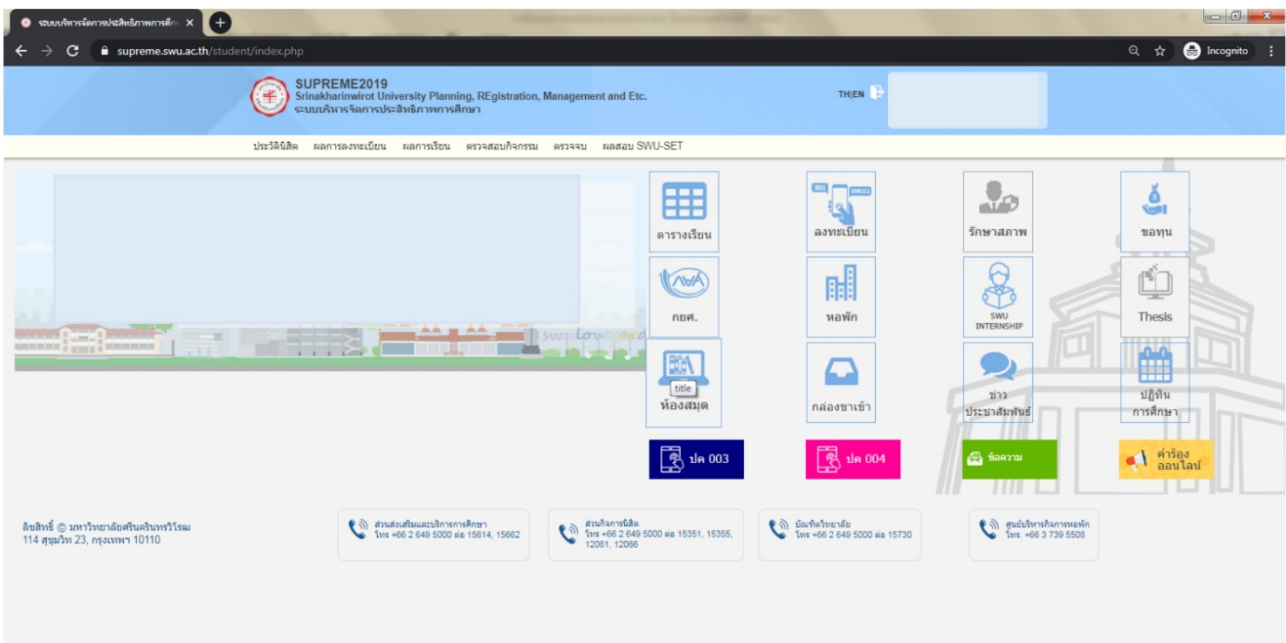 ระบบบริหารจัดการประสิทธิภาพการศึก
supreme.swu.ac.th/student/index.php
Incognito
SUPREME2019
Srinakharinwirot University Planning, REgistration, Management and Etc.
ระบบบริหารจัดการประสิทธิภาพการศึกษา
TH|EN
ประวัตินิสิต ผลการลงทะเบียน ผลการเรียน ตรวจสอบกิจกรรม ตรวจจบ ผลสอบ SWU-SET
ตารางเรียน
ลงทะเบียน
รักษาสภาพ
ขอทุน
กยศ.
หอพัก
SWU
INTERNSHIP
Thesis
title
ห้องสมุด
กล่องขาเข้า
ข่าว
ประชาสัมพันธ์
ปฏิทิน
การศึกษา
ปค 003
ปค 004
ข้อความ
คำร้อง
ออนไลน์
ลิขสิทธิ์ © มหาวิทยาลัยศรีนครินทรวิโรฒ
114 สุขุมวิท 23, กรุงเทพฯ 10110
ส่วนส่งเสริมและบริการการศึกษา
โทร +66 2 649 5000 ต่อ 15614, 15662
ส่วนกิจการนิสิต
โทร +66 2 649 5000 ต่อ 15351, 15355,
12081, 12086
บัณฑิตวิทยาลัย
โทร +66 2 649 5000 ต่อ 15730
ศูนย์บริหารกิจการหอพัก
โทร. +66 3 739 5508